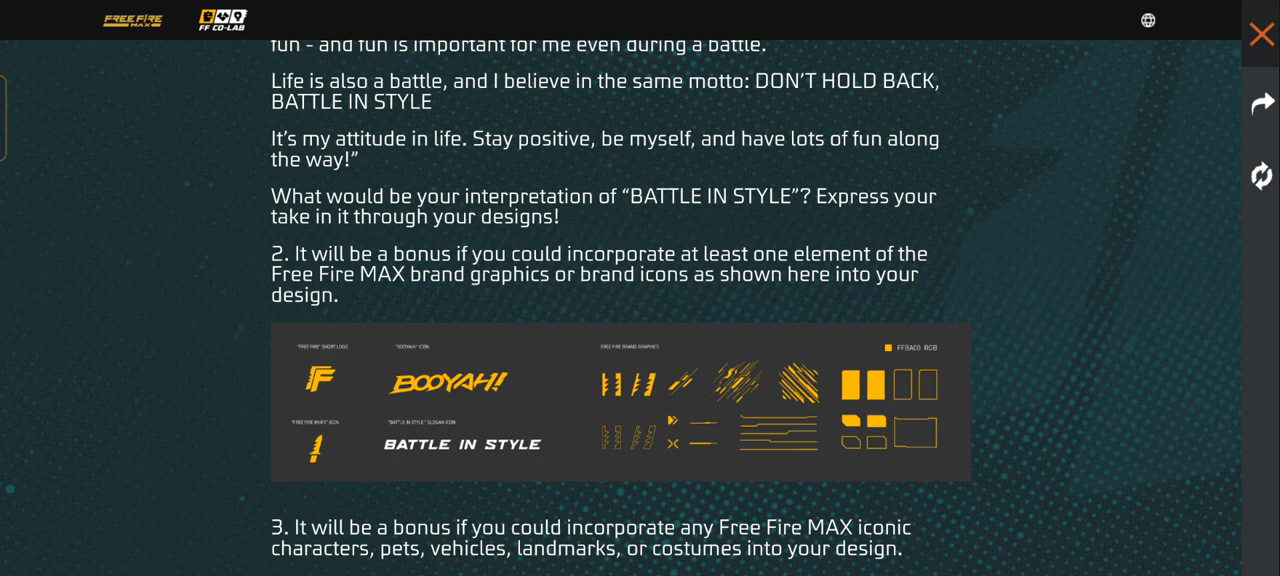 FREE FIRE
MAX
FF CO-LAB
fun - and fun is important for me even during a battle.
Life is also a battle, and I believe in the same motto: DON’T HOLD BACK,
BATTLE IN STYLE
It’s my attitude in life. Stay positive, be myself, and have lots of fun along
the way!”
What would be your interpretation of “BATTLE IN STYLE”? Express your
take in it through your designs!
2. It will be a bonus if you could incorporate at least one element of the
Free Fire MAX brand graphics or brand icons as shown here into your
design.
"FREE FIRE" SHORT LOGO
"BOOYAH!" ICON
FREE FIRE BRAND GRAPHICS
FFBA00 RGB
BOOYAH!
"FREE FIRE KNIFE" ICON
"BATTLE IN STYLE" SLOGAN ICON
BATTLE IN STYLE
3. It will be a bonus if you could incorporate any Free Fire MAX iconic
characters, pets, vehicles, landmarks, or costumes into your design.